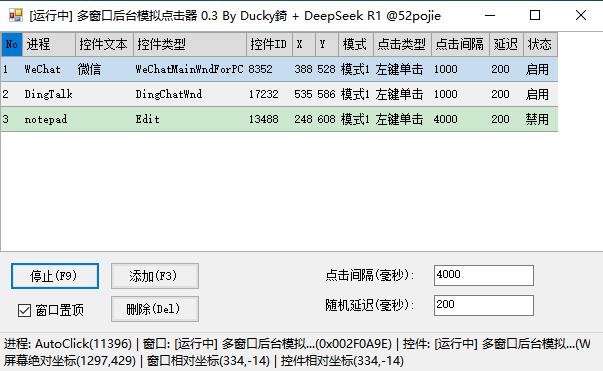 [运行中] 多窗口后台模拟点击器 0.3 By Ducky錡 + DeepSeek R1 @52pojie
No 进程 控件文本 控件类型 控件ID X Y 模式 点击类型 点击间隔 延迟 状态
1 WeChat 微信 WeChatMainWndForPC 8352 388 528 模式1 左键单击 1000 200 启用
2 DingTalk DingChatWnd 17232 535 586 模式1 左键单击 1000 200 启用
3 notepad Edit 13488 248 608 模式1 左键单击 4000 200 禁用
停止(F9) 添加(F3) 点击间隔(毫秒): 4000
窗口置顶 删除(Del) 随机延迟(毫秒): 200
进程: AutoClick(11396) | 窗口: [运行中] 多窗口后台模拟...(0x002F0A9E) | 控件: [运行中] 多窗口后台模拟...(W
屏幕绝对坐标(1297,429) | 窗口相对坐标(334,-14) | 控件相对坐标(334,-14)